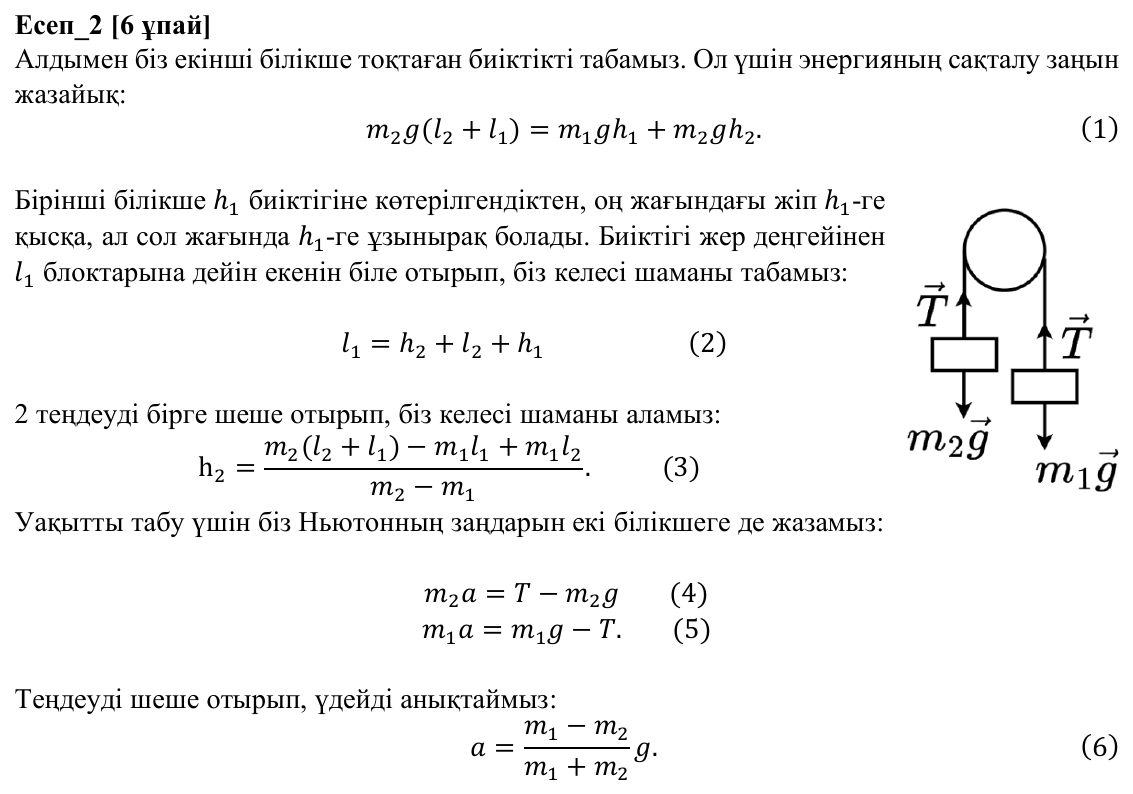 Есеп_2 [6 ұпай]
Алдымен біз екінші білікше тоқтаған биіктікті табамыз. Ол үшін энергияның сақталу заңын
жазайық:
m₂g(l₂ + l₁) = m₁gh₁ + m₂gh₂. (1)
Бірінші білікше h₁ биіктігіне көтерілгендіктен, оң жағындағы жіп h₁-ге
қысқа, ал сол жағында h₁-ге ұзынырақ болады. Биіктігі жер деңгейінен
l₁ блоктарына дейін екенін біле отырып, біз келесі шаманы табамыз:
l₁ = h₂ + l₂ + h₁ (2)
2 теңдеуді бірге шеше отырып, біз келесі шаманы аламыз:
h₂ = (m₂(l₂ + l₁) − m₁l₁ + m₁l₂)/(m₂ − m₁). (3)
T⃗
T⃗
m₂g⃗
m₁g⃗
Уақытты табу үшін біз Ньютонның заңдарын екі білікшеге де жазамыз:
m₂a = T − m₂g (4)
m₁a = m₁g − T. (5)
Теңдеуді шеше отырып, үдейді анықтаймыз:
a = (m₁ − m₂)/(m₁ + m₂) g. (6)